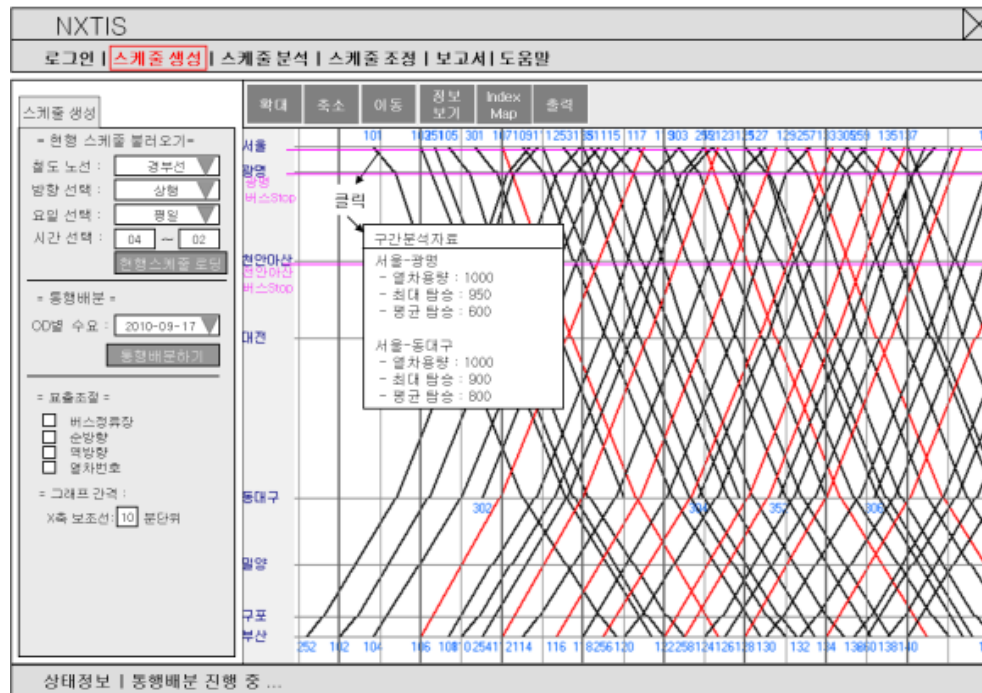 NXTIS
로그인 | 스케줄 생성 | 스케줄 분석 | 스케줄 조정 | 보고서 | 도움말
스케줄 생성
= 현행 스케줄 불러오기=
철도 노선 : 경부선
방향 선택 : 상행
요일 선택 : 평일
시간 선택 : 04 ~ 02
현행스케줄 로딩
= 통행배분 =
OD별 수요 : 2010-09-17
통행배분하기
= 표출조절 =
버스정류장
순방향
역방향
열차번호
= 그래프 간격 :
X축 보조선: 10 분단위
확대 축소 이동 정보 보기 Index Map 출력
101 105 301 107 109 115 117
서울
광명
광명
버스Stop
천안아산
천안아산
버스Stop
대전
동대구
밀양
구포
부산
클릭
구간분석자료
서울-광명
- 열차용량 : 1000
- 최대 탑승 : 950
- 평균 탑승 : 600
서울-동대구
- 열차용량 : 1000
- 최대 탑승 : 900
- 평균 탑승 : 800
302 352 306
252 102 104 106 116 120 130 132 134 140
상태정보 | 통행배분 진행 중 ...